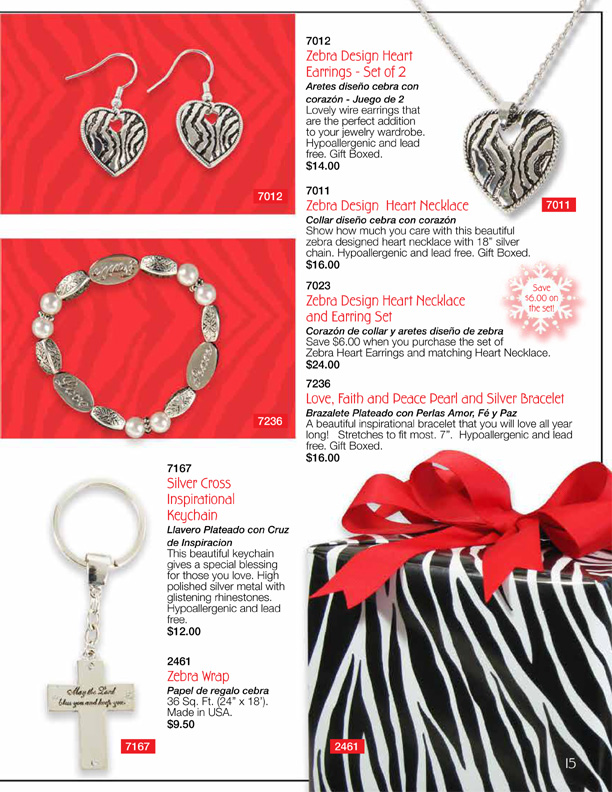 7012
Zebra Design Heart
Earrings - Set of 2
Aretes diseño cebra con
corazón - Juego de 2
Lovely wire earrings that
are the perfect addition
to your jewelry wardrobe.
Hypoallergenic and lead
free. Gift Boxed.
$14.00
7012
7011
Zebra Design Heart Necklace
Collar diseño cebra con corazón
Show how much you care with this beautiful
zebra designed heart necklace with 18” silver
chain. Hypoallergenic and lead free. Gift Boxed.
$16.00
7011
7023
Zebra Design Heart Necklace
and Earring Set
Corazón de collar y aretes diseño de zebra
Save $6.00 when you purchase the set of
Zebra Heart Earrings and matching Heart Necklace.
$24.00
Save
$6.00 on
the set!
7236
Love, Faith and Peace Pearl and Silver Bracelet
Brazalete Plateado con Perlas Amor, Fé y Paz
A beautiful inspirational bracelet that you will love all year
long! Stretches to fit most. 7”. Hypoallergenic and lead
free. Gift Boxed.
$16.00
7236
7167
Silver Cross
Inspirational
Keychain
Llavero Plateado con Cruz
de Inspiracion
This beautiful keychain
gives a special blessing
for those you love. High
polished silver metal with
glistening rhinestones.
Hypoallergenic and lead
free.
$12.00
May the Lord
bless you and keep you.
7167
2461
Zebra Wrap
Papel de regalo cebra
36 Sq. Ft. (24” x 18’).
Made in USA.
$9.50
2461
15